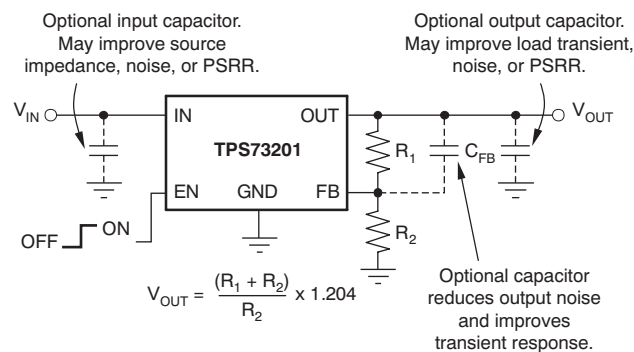 Optional input capacitor.
May improve source
impedance, noise, or PSRR.
Optional output capacitor.
May improve load transient,
noise, or PSRR.
VIN
IN
OUT
VOUT
TPS73201
R1
CFB
EN
GND
FB
OFF
ON
R2
VOUT = (R1 + R2) / R2 x 1.204
Optional capacitor
reduces output noise
and improves
transient response.